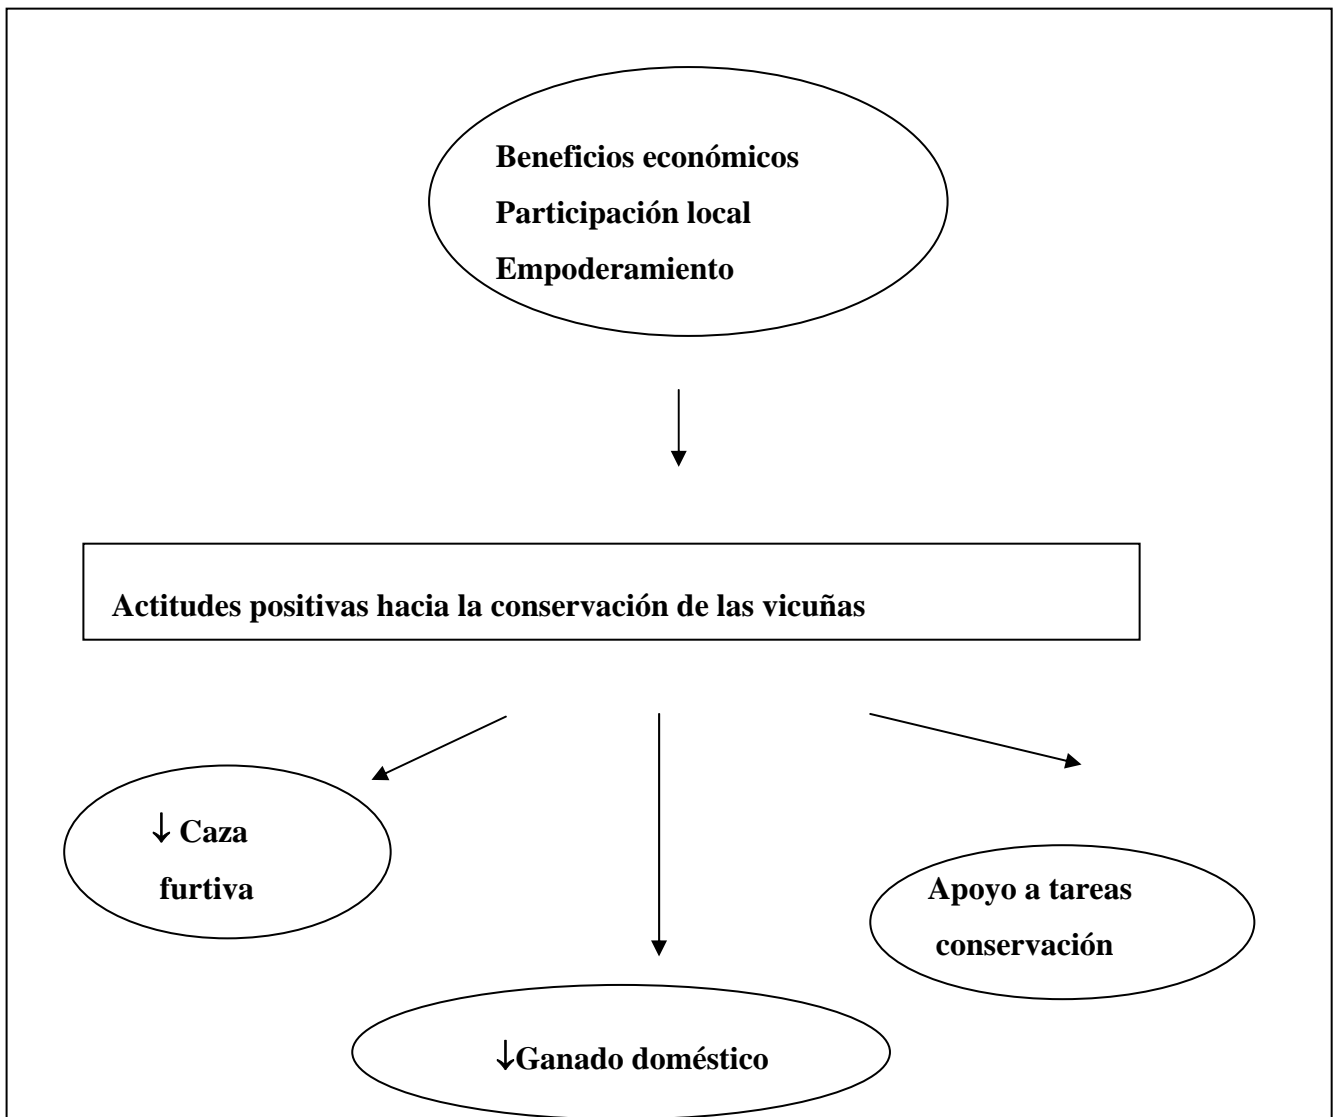 Beneficios económicos
Participación local
Empoderamiento
Actitudes positivas hacia la conservación de las vicuñas
↓ Caza
furtiva
Apoyo a tareas
conservación
↓Ganado doméstico